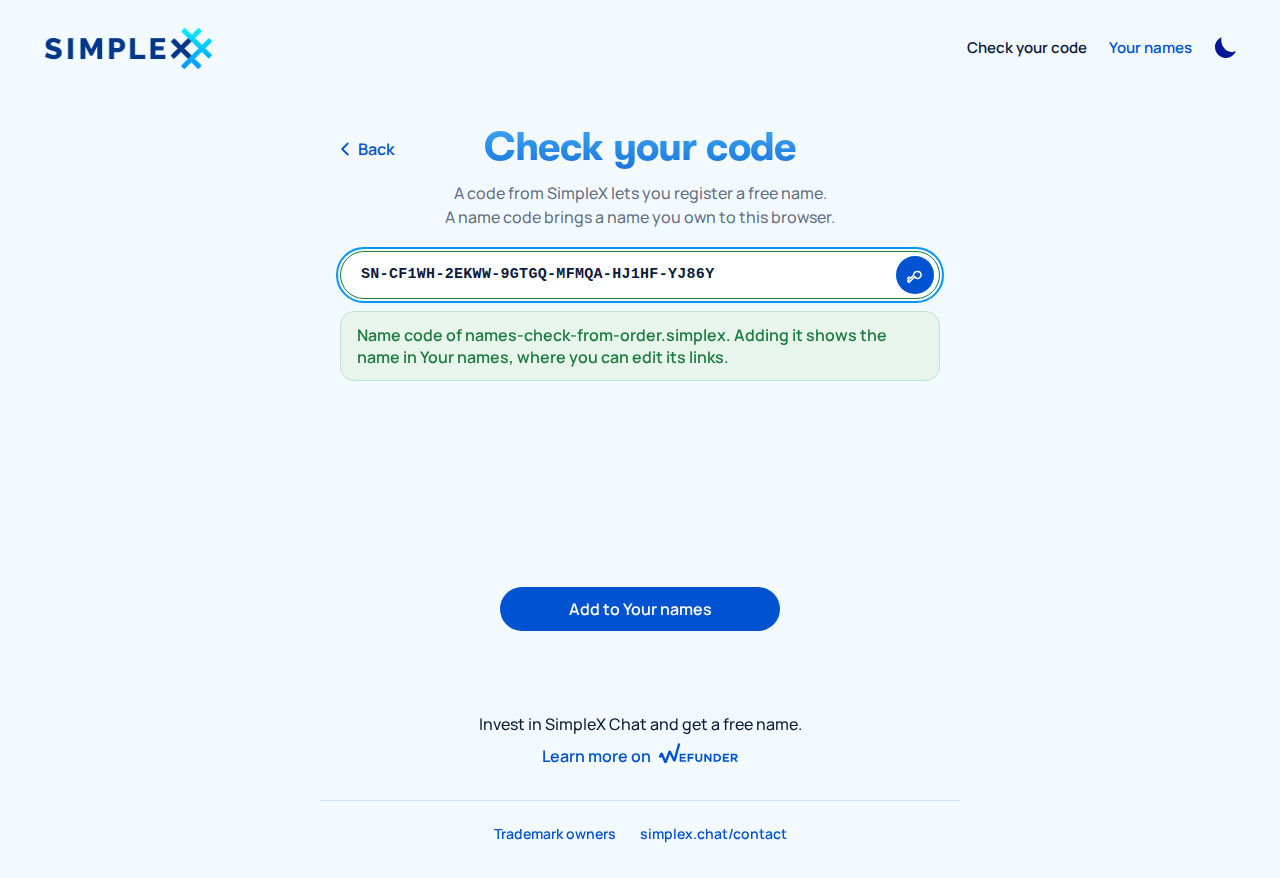 SIMPLEX
Check your code
Your names
Back
Check your code
A code from SimpleX lets you register a free name.
A name code brings a name you own to this browser.
SN-CF1WH-2EKWW-9GTGQ-MFMQA-HJ1HF-YJ86Y
Name code of names-check-from-order.simplex. Adding it shows the
name in Your names, where you can edit its links.
Add to Your names
Invest in SimpleX Chat and get a free name.
Learn more on WEFUNDER
Trademark owners
simplex.chat/contact